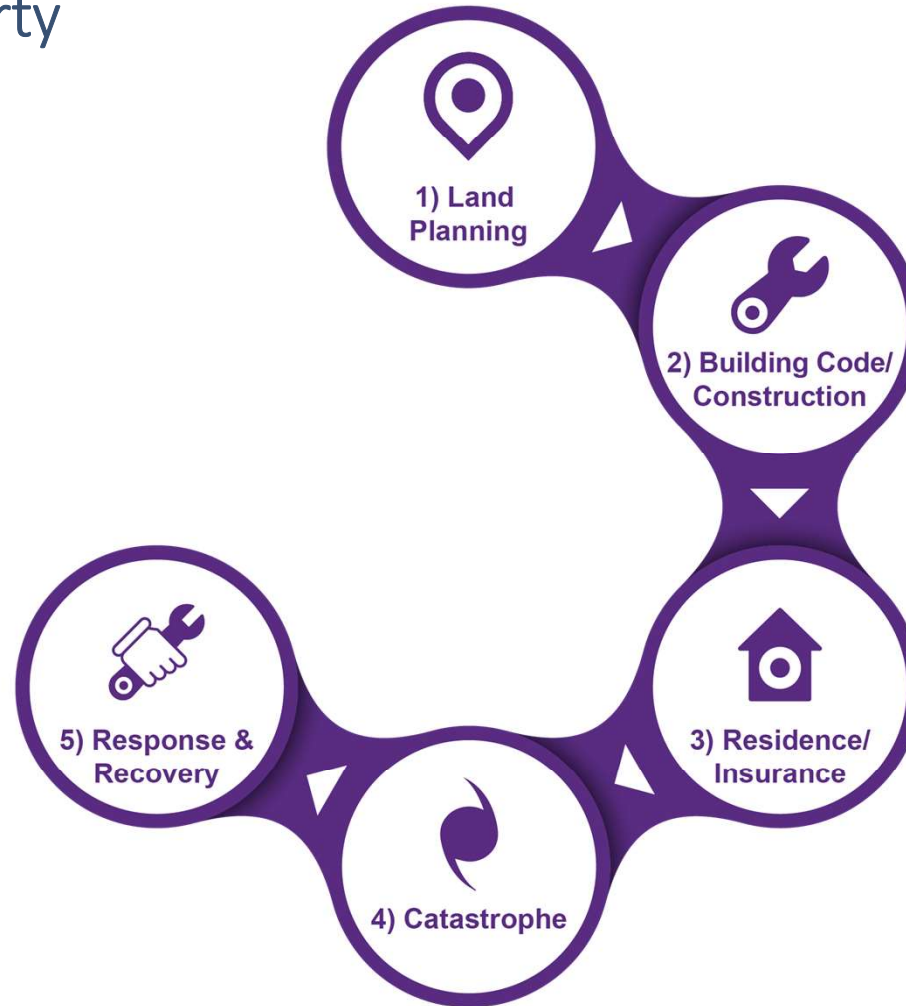 rty
1) Land
Planning
2) Building Code/
Construction
3) Residence/
Insurance
4) Catastrophe
5) Response &
Recovery